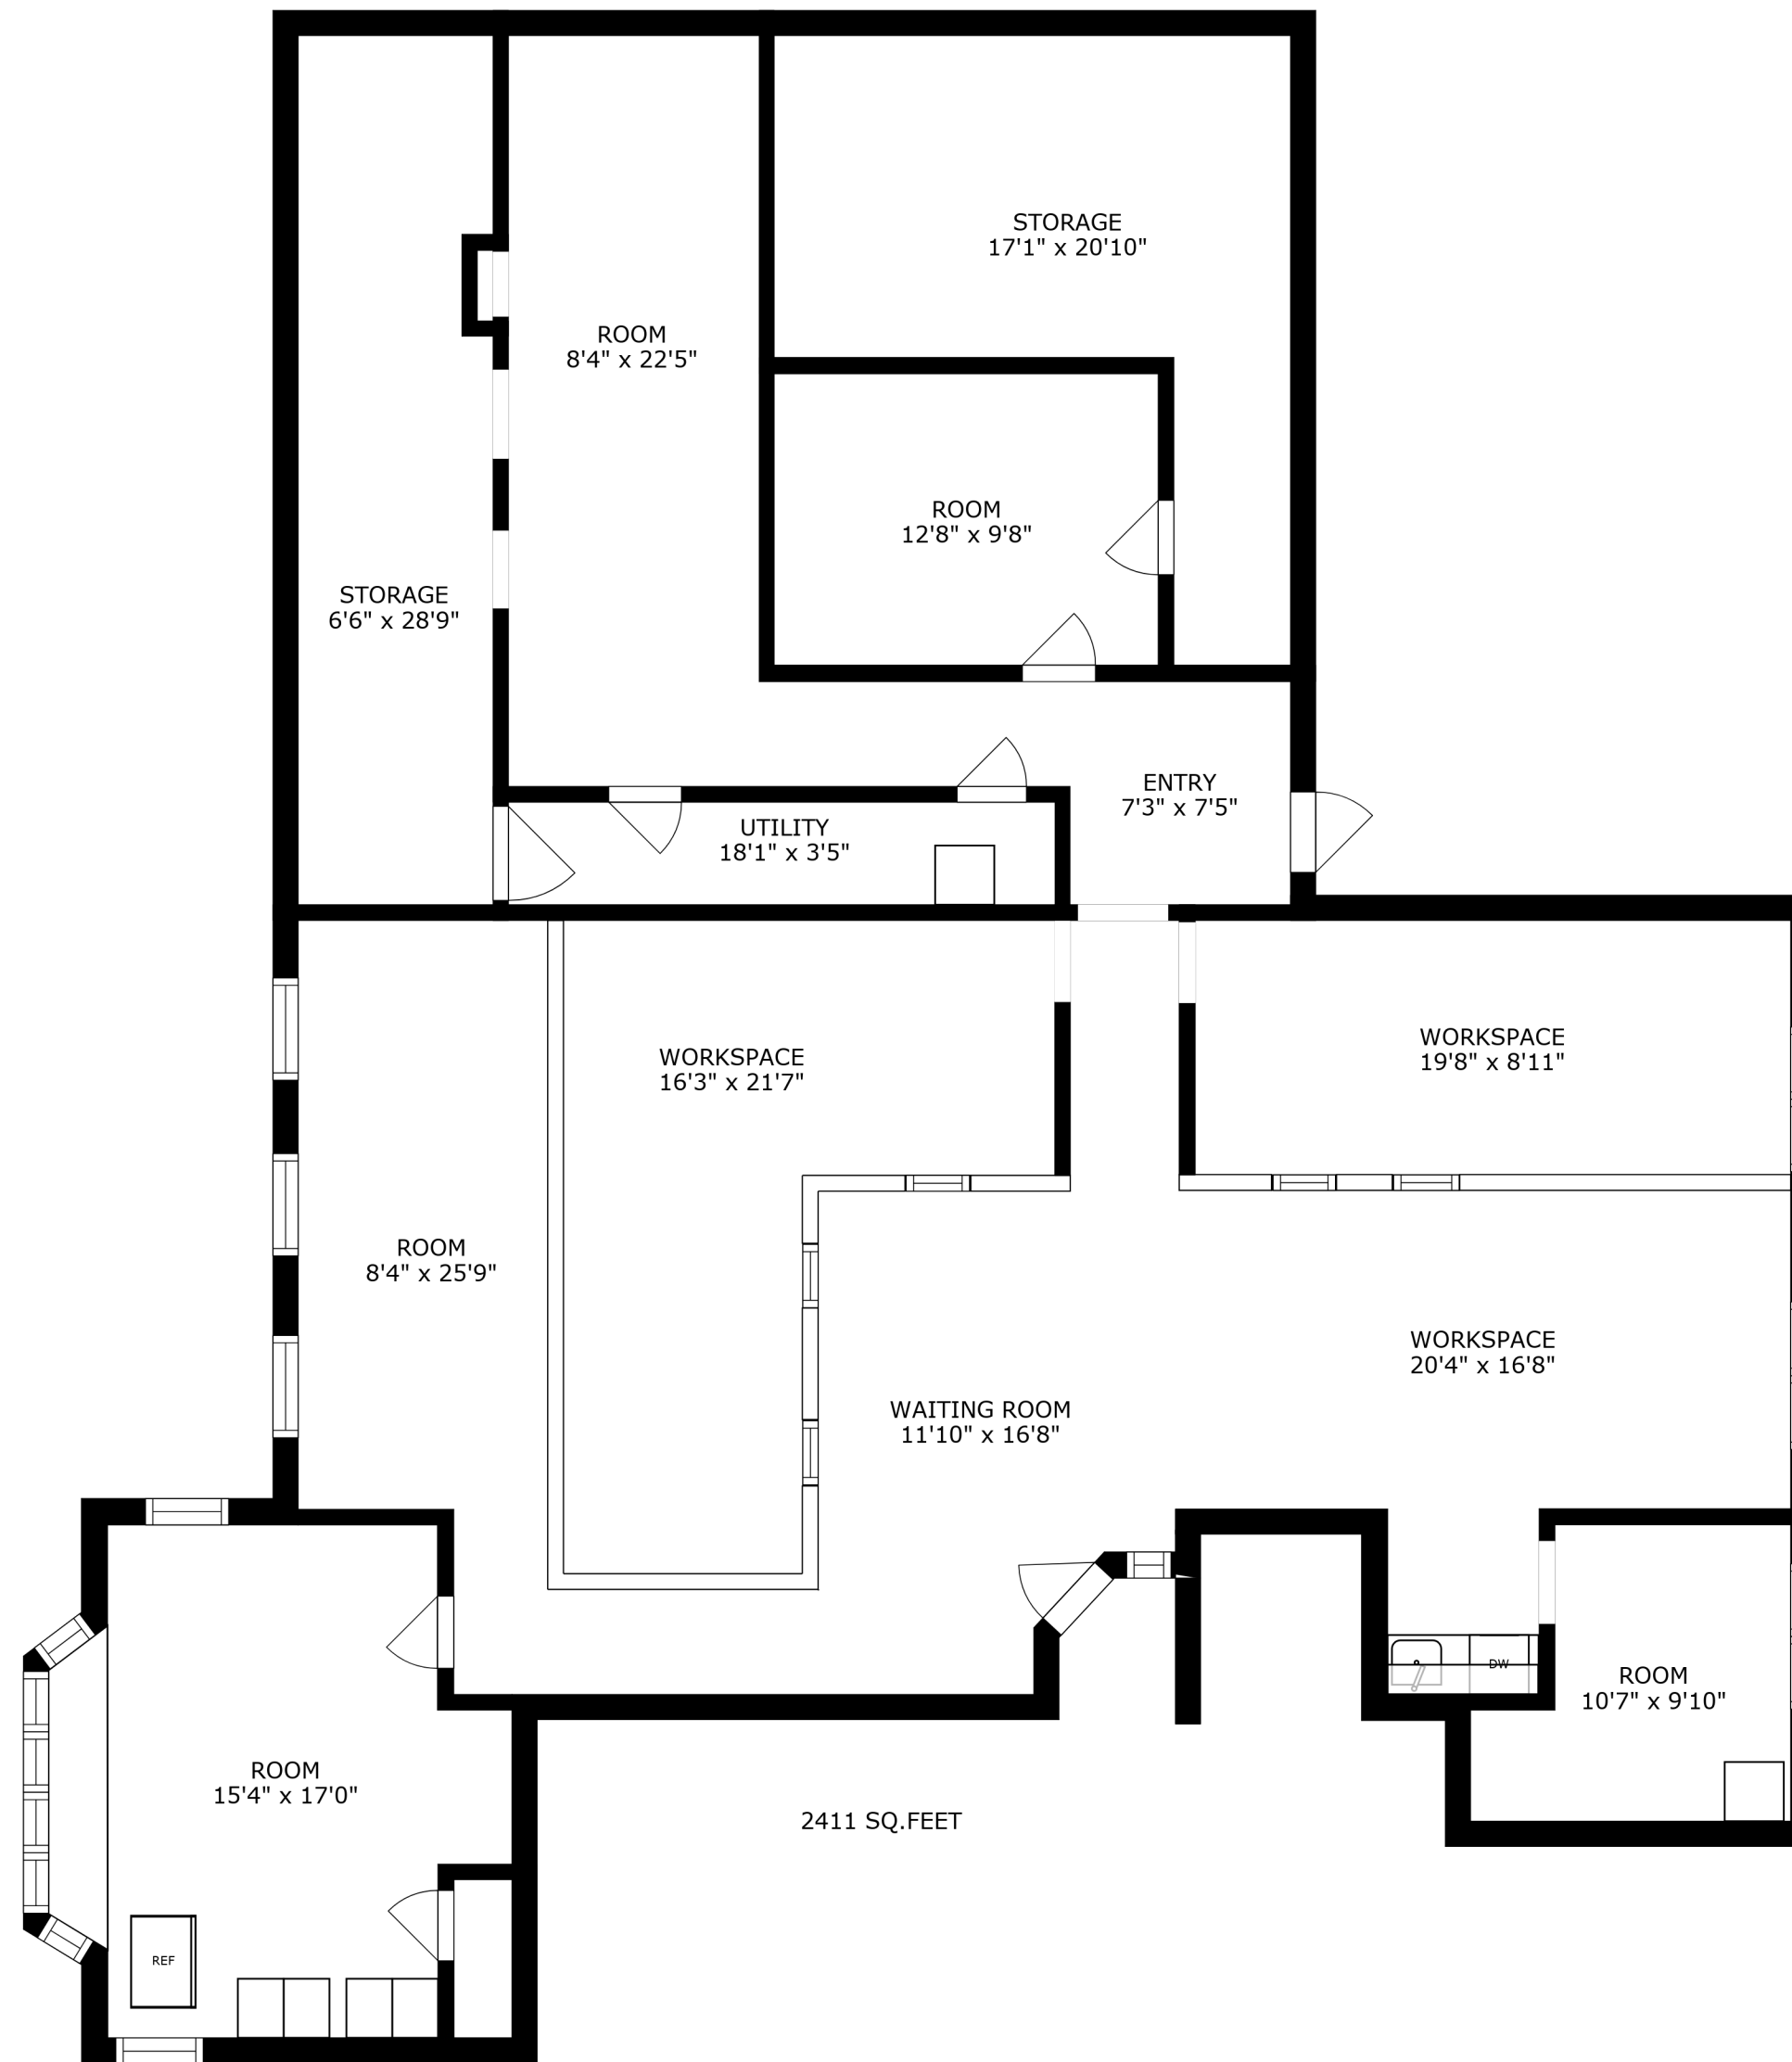 STORAGE
17'1" x 20'10"
ROOM
8'4" x 22'5"
ROOM
12'8" x 9'8"
STORAGE
6'6" x 28'9"
ENTRY
7'3" x 7'5"
UTILITY
18'1" x 3'5"
WORKSPACE
19'8" x 8'11"
WORKSPACE
16'3" x 21'7"
ROOM
8'4" x 25'9"
WORKSPACE
20'4" x 16'8"
WAITING ROOM
11'10" x 16'8"
DW
ROOM
10'7" x 9'10"
ROOM
15'4" x 17'0"
2411 SQ.FEET
REF